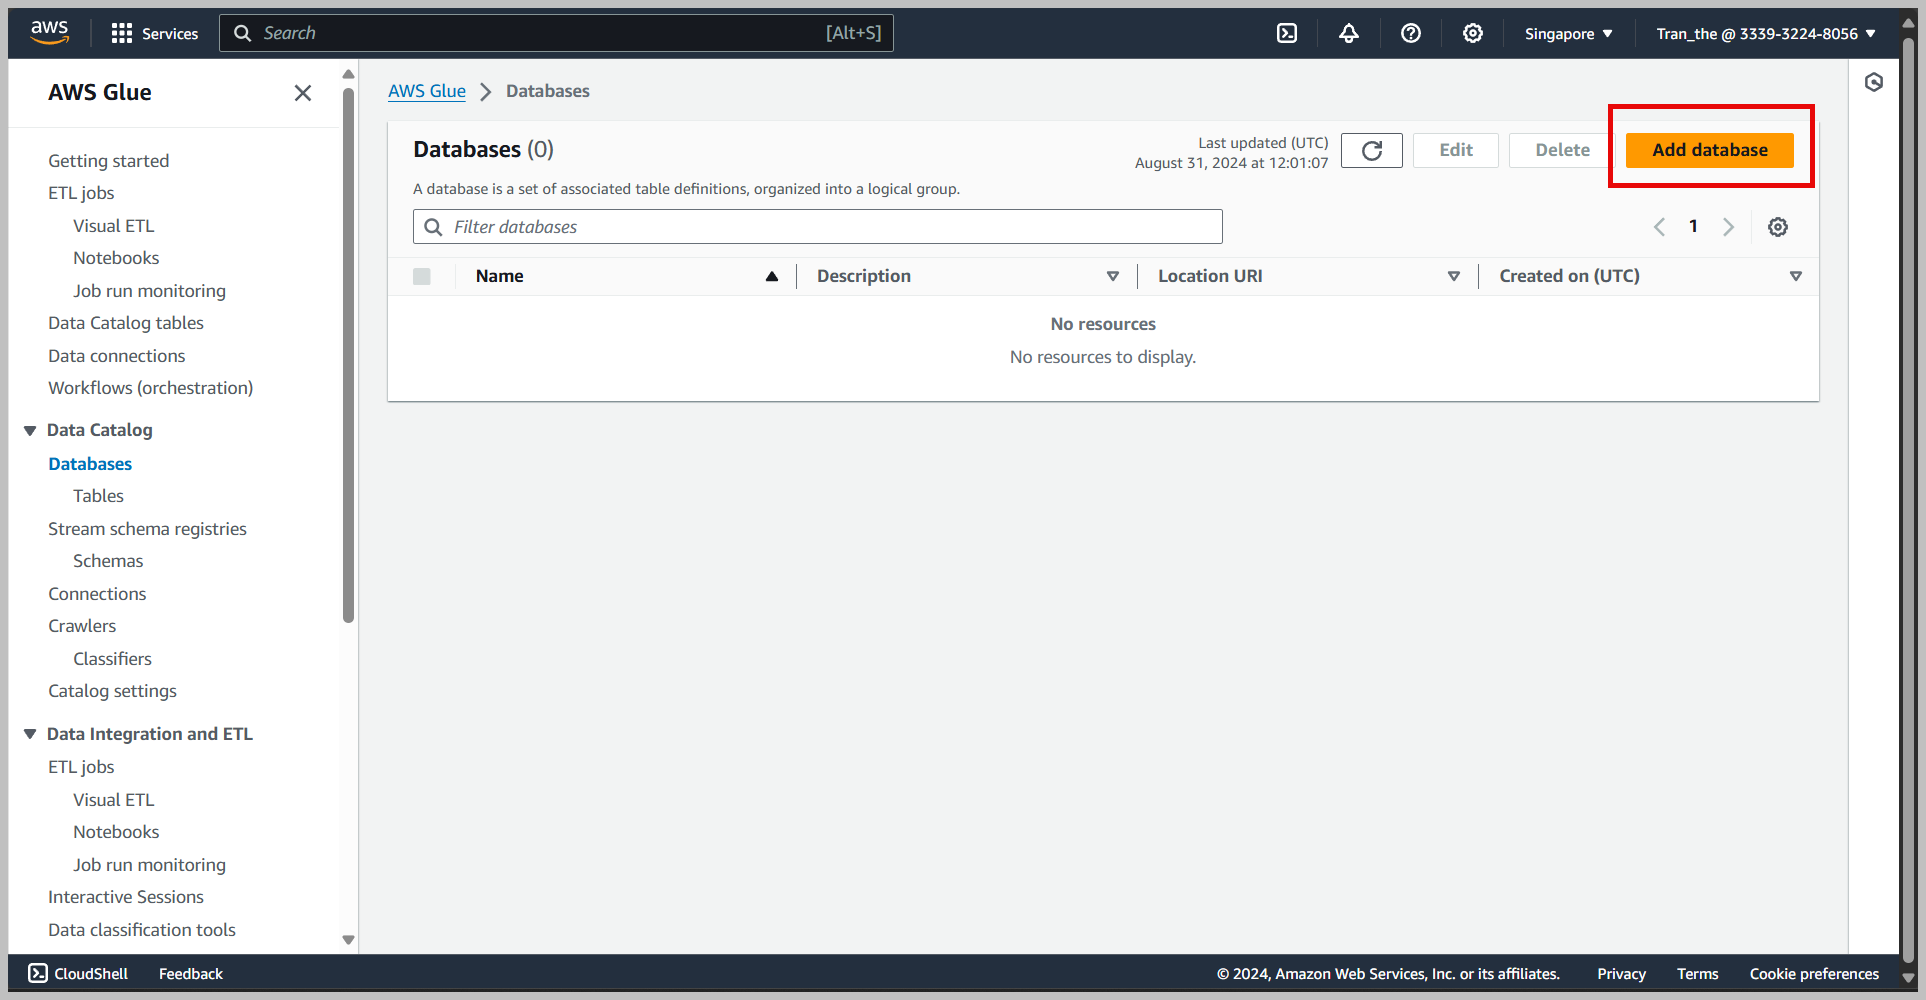 aws
Services
Search [Alt+S]
Singapore
Tran_the @ 3339-3224-8056
AWS Glue
Getting started
ETL jobs
Visual ETL
Notebooks
Job run monitoring
Data Catalog tables
Data connections
Workflows (orchestration)
Data Catalog
Databases
Tables
Stream schema registries
Schemas
Connections
Crawlers
Classifiers
Catalog settings
Data Integration and ETL
ETL jobs
Visual ETL
Notebooks
Job run monitoring
Interactive Sessions
Data classification tools
AWS Glue > Databases
Databases (0)
Last updated (UTC)
August 31, 2024 at 12:01:07
Edit
Delete
Add database
A database is a set of associated table definitions, organized into a logical group.
Filter databases
1
Name Description Location URI Created on (UTC)
No resources
No resources to display.
CloudShell Feedback
© 2024, Amazon Web Services, Inc. or its affiliates. Privacy Terms Cookie preferences